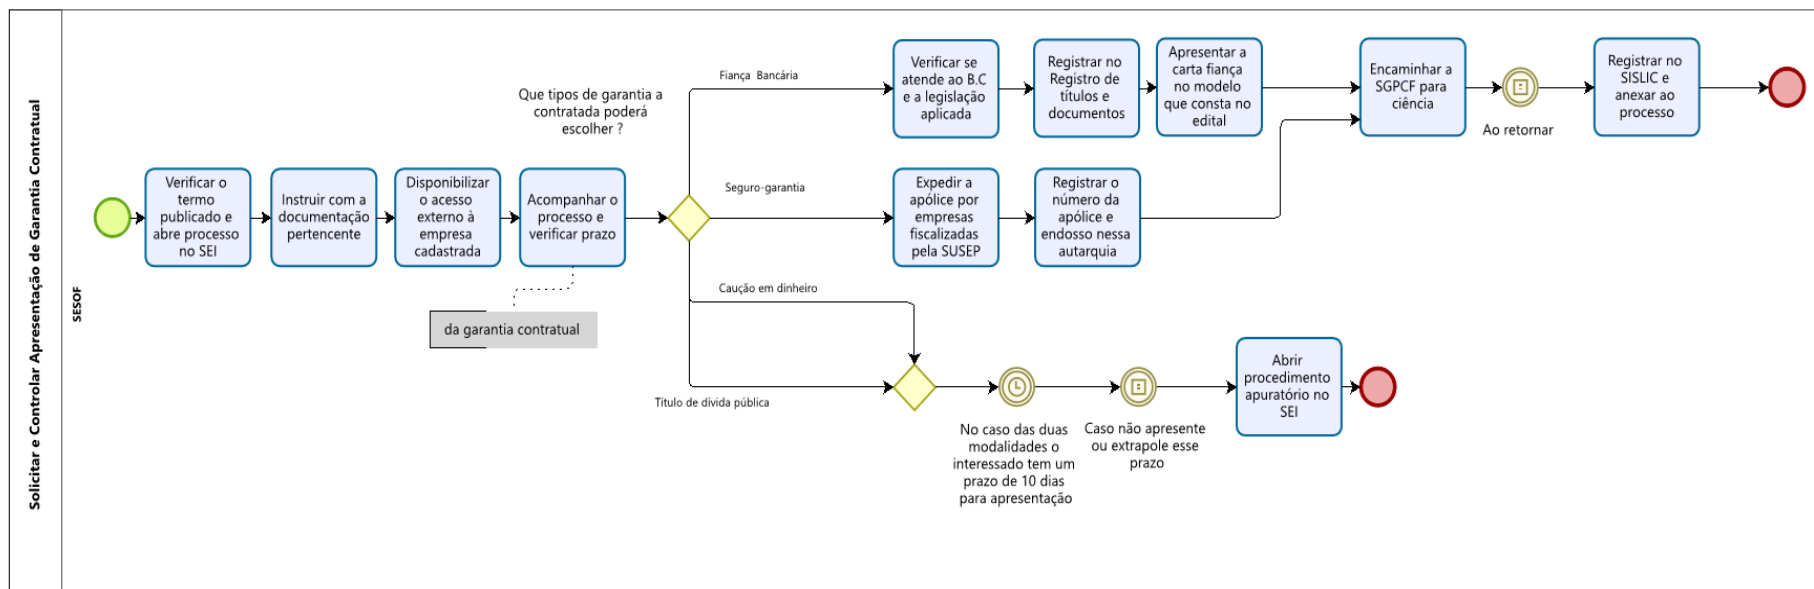 Solicitar e Controlar Apresentação de Garantia Contratual
SESOF
Verificar o
termo
publicado e
abre processo
no SEI
Instruir com a
documentação
pertencente
Disponibilizar
o acesso
externo à
empresa
cadastrada
Acompanhar o
processo e
verificar prazo
da garantia contratual
Que tipos de garantia a
contratada poderá
escolher ?
Fiança Bancária
Verificar se
atende ao B.C
e a legislação
aplicada
Registrar no
Registro de
títulos e
documentos
Apresentar a
carta fiança
no modelo
que consta no
edital
Encaminhar a
SGPCF para
ciência
Ao retornar
Registrar no
SISLIC e
anexar ao
processo
Seguro-garantia
Expedir a
apólice por
empresas
fiscalizadas
pela SUSEP
Registrar o
número da
apólice e
endosso nessa
autarquia
Caução em dinheiro
Título de dívida pública
No caso das duas
modalidades o
interessado tem um
prazo de 10 dias
para apresentação
Caso não apresente
ou extrapole esse
prazo
Abrir
procedimento
apuratório no
SEI